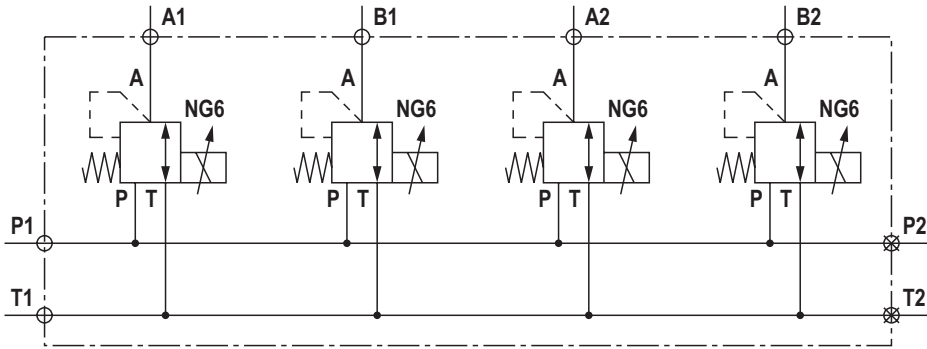 A1 B1 A2 B2
A A A A
NG6 NG6 NG6 NG6
P T P T P T P T
P1 P2
T1 T2